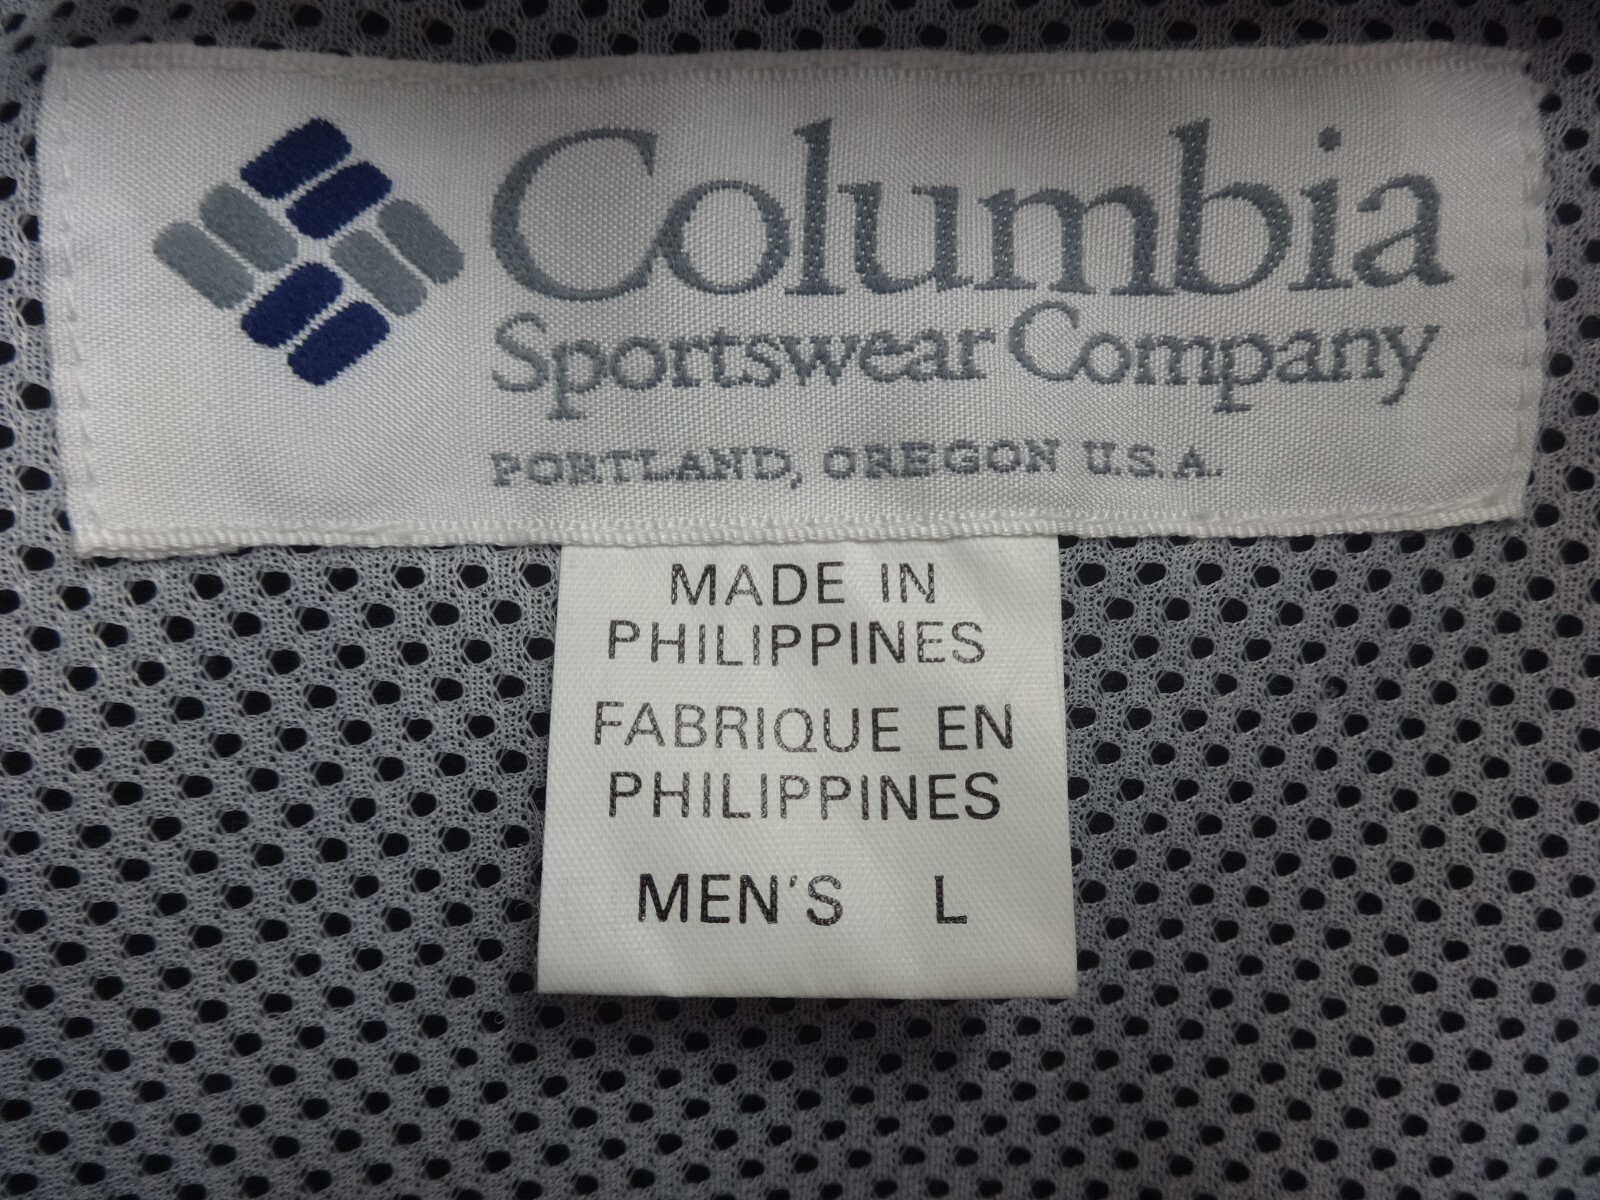 Columbia
Sportswear Company
PORTLAND, OREGON U.S.A.
MADE IN
PHILIPPINES
FABRIQUE EN
PHILIPPINES
MEN'S L